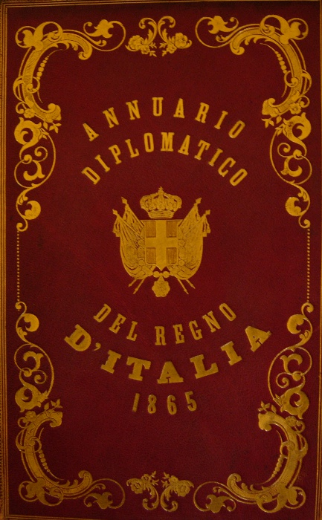 ANNUARIO
DIPLOMATICO
DEL REGNO
D'ITALIA
1865